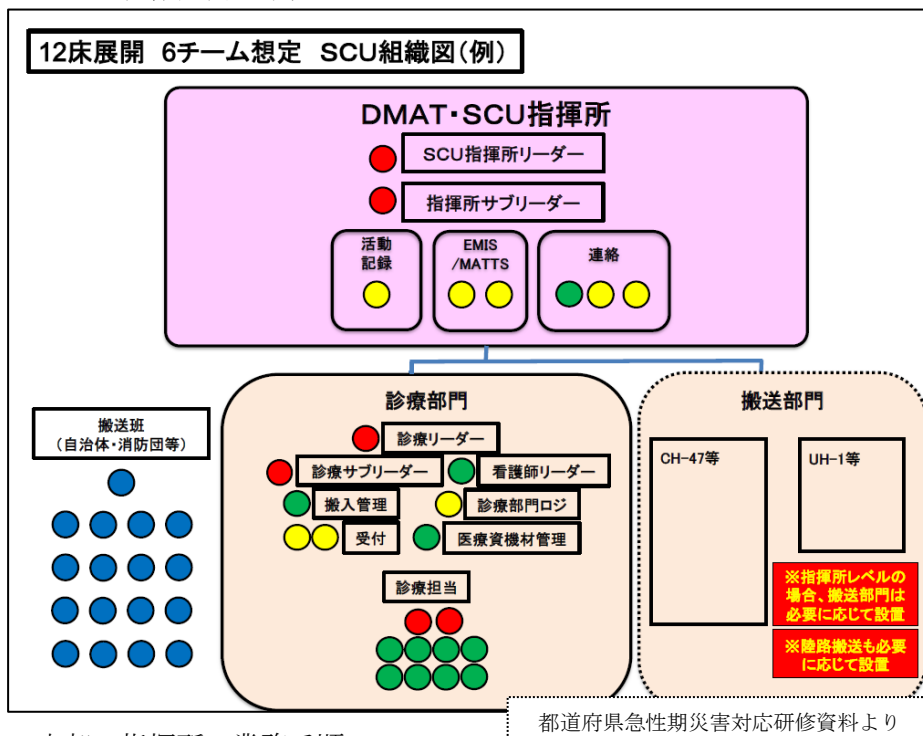 12床展開 6チーム想定 SCU組織図(例)
DMAT・SCU指揮所
SCU指揮所リーダー
指揮所サブリーダー
活動
記録
EMIS
/MATTS
連絡
搬送班
(自治体・消防団等)
診療部門
診療リーダー
診療サブリーダー
看護師リーダー
搬入管理
診療部門ロジ
受付
医療資機材管理
診療担当
搬送部門
CH-47等
UH-1等
※指揮所レベルの
場合、搬送部門は
必要に応じて設置
※陸路搬送も必要
に応じて設置
都道府県急性期災害対応研修資料より